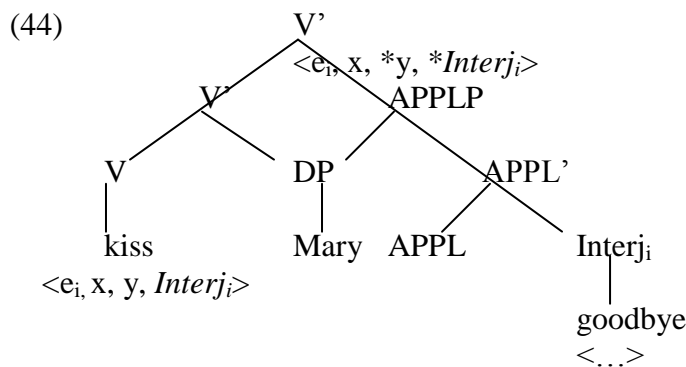 (44) V’
<eᵢ, x, *y, *Interjᵢ>
V’ APPLP
V DP APPL’
kiss Mary APPL Interjᵢ
<eᵢ, x, y, Interjᵢ>
goodbye
<…>